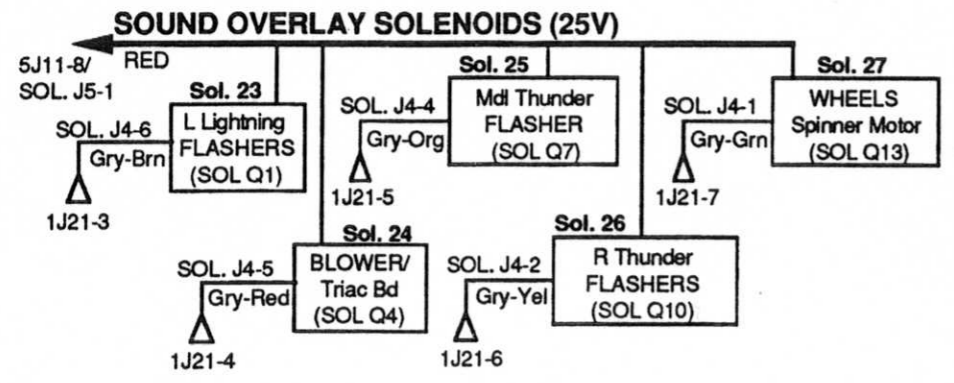 SOUND OVERLAY SOLENOIDS (25V)
5J11-8/
SOL. J5-1
RED
Sol. 23
L Lightning
FLASHERS
(SOL Q1)
SOL. J4-6
Gry-Brn
1J21-3
Sol. 25
Mdl Thunder
FLASHER
(SOL Q7)
SOL. J4-4
Gry-Org
1J21-5
Sol. 27
WHEELS
Spinner Motor
(SOL Q13)
SOL. J4-1
Gry-Grn
1J21-7
Sol. 24
BLOWER/
Triac Bd
(SOL Q4)
SOL. J4-5
Gry-Red
1J21-4
Sol. 26
R Thunder
FLASHERS
(SOL Q10)
SOL. J4-2
Gry-Yel
1J21-6